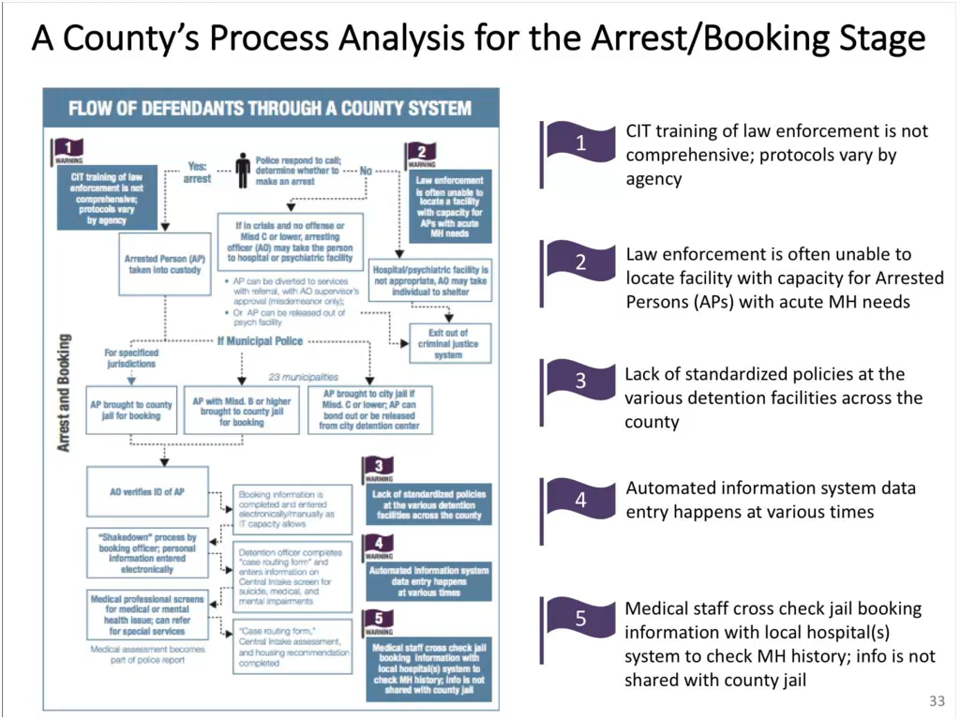 A County's Process Analysis for the Arrest/Booking Stage
FLOW OF DEFENDANTS THROUGH A COUNTY SYSTEM
1
WARNING
CIT training of law
enforcement is not
comprehensive;
protocols vary
by agency
Yes:
arrest
Police respond to call;
determine whether to
make an arrest
No
2
WARNING
Law enforcement
is often unable to
locate a facility
with capacity for
APs with acute
MH needs
Arrested Person (AP)
taken into custody
If in crisis and no offense or
Misd C or lower, arresting
officer (AO) may take the person
to hospital or psychiatric facility
• AP can be diverted to services
with referral, with AO supervisor's
approval (misdemeanor only);
• Or AP can be released out of
psych facility
Hospital/psychiatric facility is
not appropriate, AO may take
individual to shelter
Exit out of
criminal justice
system
Arrest and Booking
For specificed
jurisdictions
If Municipal Police
23 municipalities
AP brought to county
jail for booking
AP with Misd. B or higher
brought to county jail
for booking
AP brought to city jail if
Misd. C or lower; AP can
bond out or be released
from city detention center
AO verifies ID of AP
Booking information is
completed and entered
electronically/manually as
IT capacity allows
"Shakedown" process by
booking officer; personal
information entered
electronically
Detention officer completes
"case routing form" and
enters information on
Central Intake screen for
suicide, medical, and
mental impairments
Medical professional screens
for medical or mental
health issue; can refer
for special services
Medical assessment becomes
part of police report
"Case routing form,"
Central Intake assessment,
and housing recommendation
completed
3
WARNING
Lack of standardized policies
at the various detention
facilities across the county
4
WARNING
Automated information system
data entry happens
at various times
5
WARNING
Medical staff cross check jail
booking information with
local hospital(s) system to
check MH history; info is not
shared with county jail
1
CIT training of law enforcement is not
comprehensive; protocols vary by
agency
2
Law enforcement is often unable to
locate facility with capacity for Arrested
Persons (APs) with acute MH needs
3
Lack of standardized policies at the
various detention facilities across the
county
4
Automated information system data
entry happens at various times
5
Medical staff cross check jail booking
information with local hospital(s)
system to check MH history; info is not
shared with county jail
33